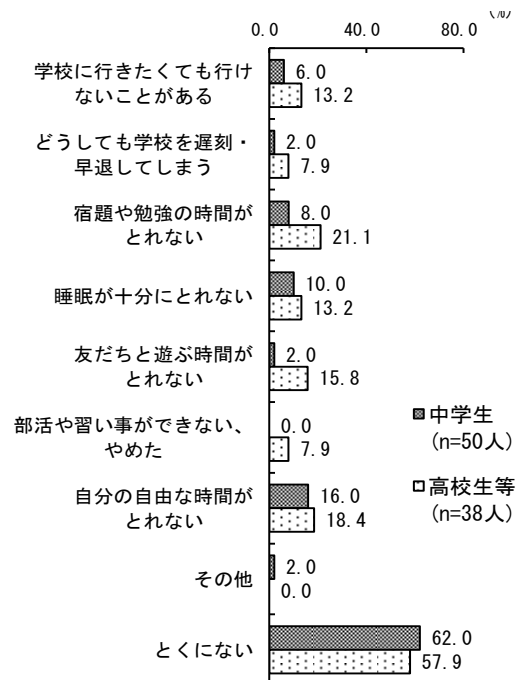 (%)
0.0 40.0 80.0
学校に行きたくても行け
ないことがある
6.0
13.2
どうしても学校を遅刻・
早退してしまう
2.0
7.9
宿題や勉強の時間が
とれない
8.0
21.1
睡眠が十分にとれない
10.0
13.2
友だちと遊ぶ時間が
とれない
2.0
15.8
部活や習い事ができない、
やめた
0.0
7.9
自分の自由な時間が
とれない
16.0
18.4
その他
2.0
0.0
とくにない
62.0
57.9
中学生
(n=50人)
高校生等
(n=38人)